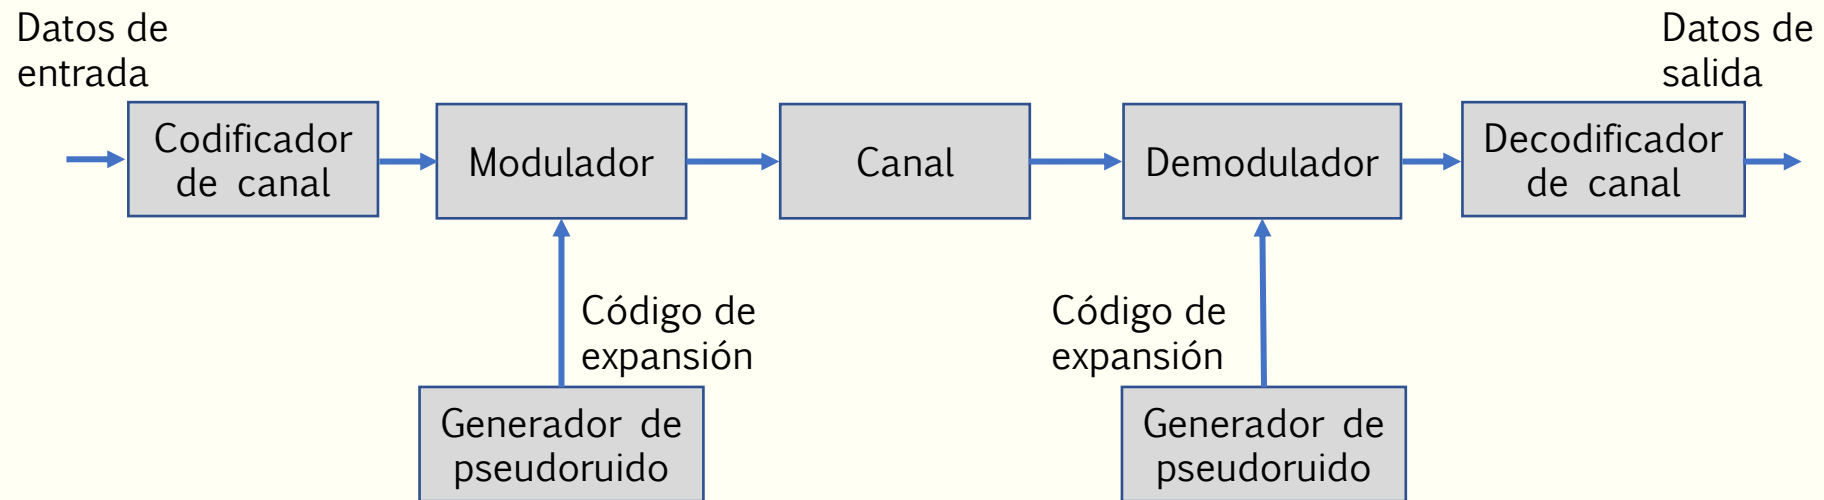 Datos de
entrada
Datos de
salida
Codificador
de canal
Modulador
Canal
Demodulador
Decodificador
de canal
Código de
expansión
Código de
expansión
Generador de
pseudoruido
Generador de
pseudoruido